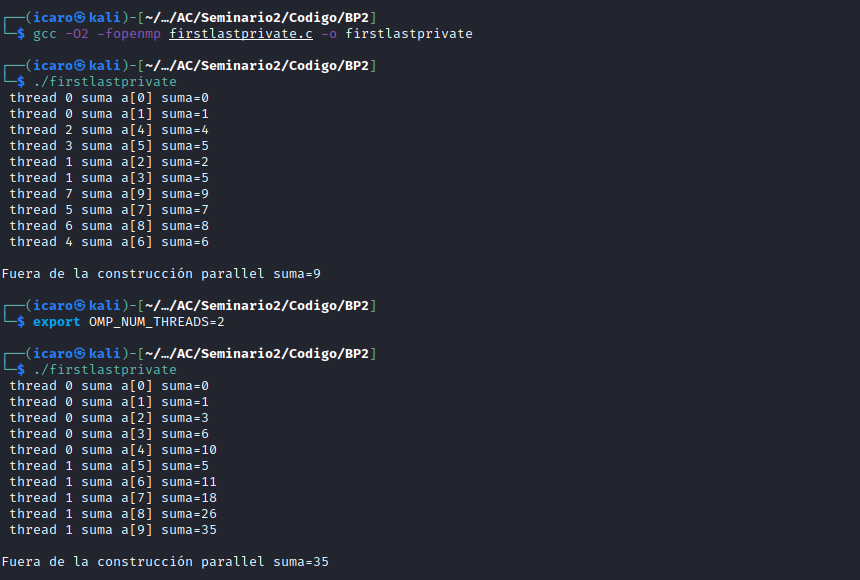 ┌──(icaro㉿kali)-[~/…/AC/Seminario2/Codigo/BP2]
└─$ gcc -O2 -fopenmp firstlastprivate.c -o firstlastprivate
┌──(icaro㉿kali)-[~/…/AC/Seminario2/Codigo/BP2]
└─$ ./firstlastprivate
thread 0 suma a[0] suma=0
thread 0 suma a[1] suma=1
thread 2 suma a[4] suma=4
thread 3 suma a[5] suma=5
thread 1 suma a[2] suma=2
thread 1 suma a[3] suma=5
thread 7 suma a[9] suma=9
thread 5 suma a[7] suma=7
thread 6 suma a[8] suma=8
thread 4 suma a[6] suma=6
Fuera de la construcción parallel suma=9
┌──(icaro㉿kali)-[~/…/AC/Seminario2/Codigo/BP2]
└─$ export OMP_NUM_THREADS=2
┌──(icaro㉿kali)-[~/…/AC/Seminario2/Codigo/BP2]
└─$ ./firstlastprivate
thread 0 suma a[0] suma=0
thread 0 suma a[1] suma=1
thread 0 suma a[2] suma=3
thread 0 suma a[3] suma=6
thread 0 suma a[4] suma=10
thread 1 suma a[5] suma=5
thread 1 suma a[6] suma=11
thread 1 suma a[7] suma=18
thread 1 suma a[8] suma=26
thread 1 suma a[9] suma=35
Fuera de la construcción parallel suma=35